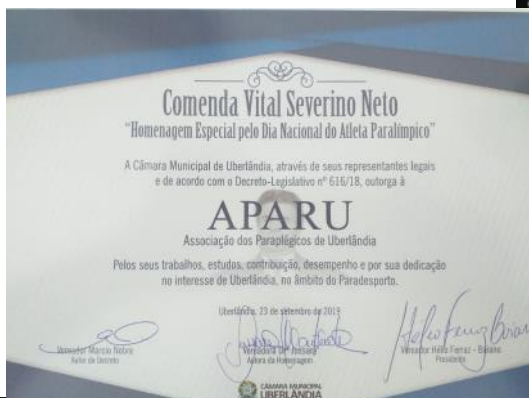 Comenda Vital Severino Neto
"Homenagem Especial pelo Dia Nacional do Atleta Paralímpico"
A Câmara Municipal de Uberlândia, através de seus representantes legais
e de acordo com o Decreto-Legislativo nº 616/18, outorga à
APARU
Associação dos Paraplégicos de Uberlândia
Pelos seus trabalhos, estudos, contribuição, desempenho e por sua dedicação
no interesse de Uberlândia, no âmbito do Paradesporto.
Uberlândia, 23 de setembro de 2019
Vereador Marcio Nobre
Autor do Decreto
Vereadora Jussara
Autora da Homenagem
Vereador Hélio Ferraz - Baiano
Presidente
CÂMARA MUNICIPAL
UBERLÂNDIA